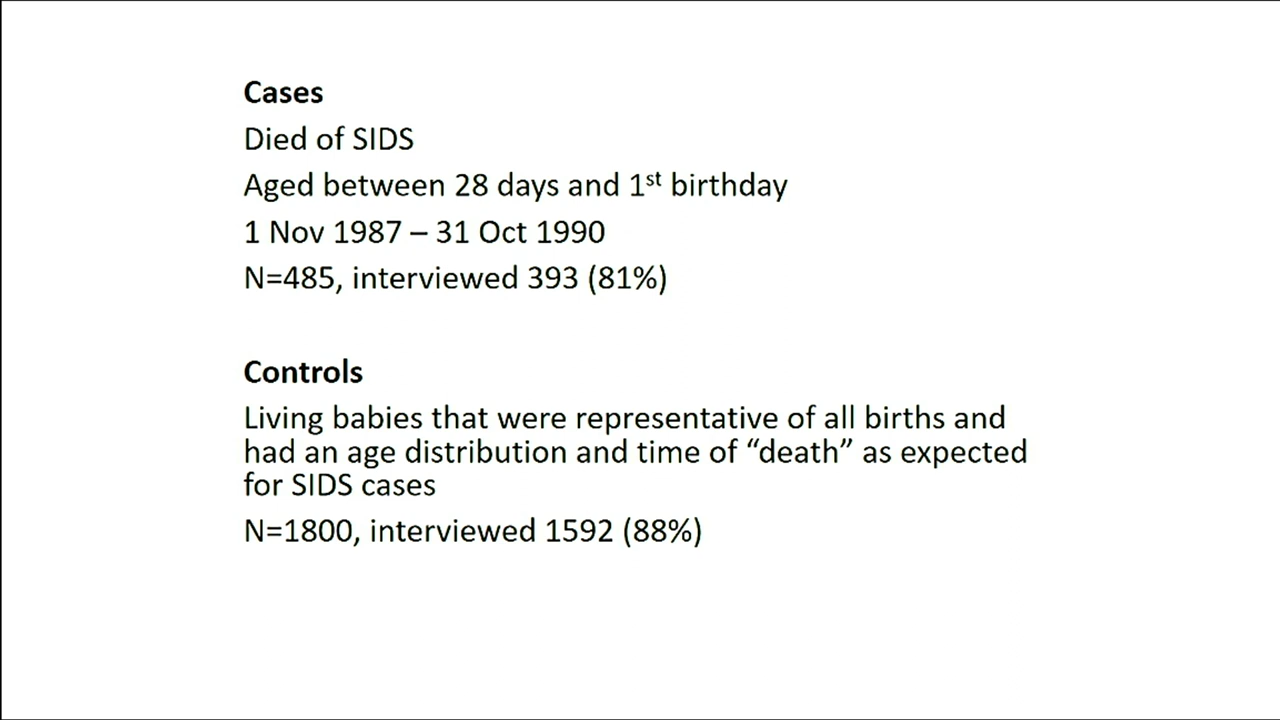 Cases
Died of SIDS
Aged between 28 days and 1st birthday
1 Nov 1987 – 31 Oct 1990
N=485, interviewed 393 (81%)
Controls
Living babies that were representative of all births and
had an age distribution and time of “death” as expected
for SIDS cases
N=1800, interviewed 1592 (88%)